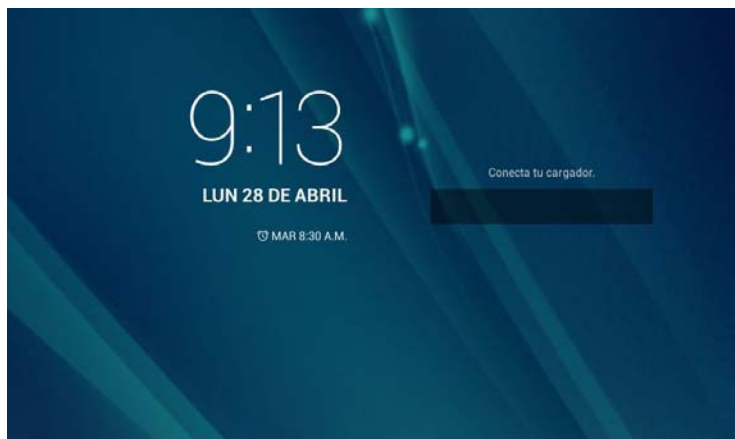 9:13
LUN 28 DE ABRIL
MAR 8:30 A.M.
Conecta tu cargador.